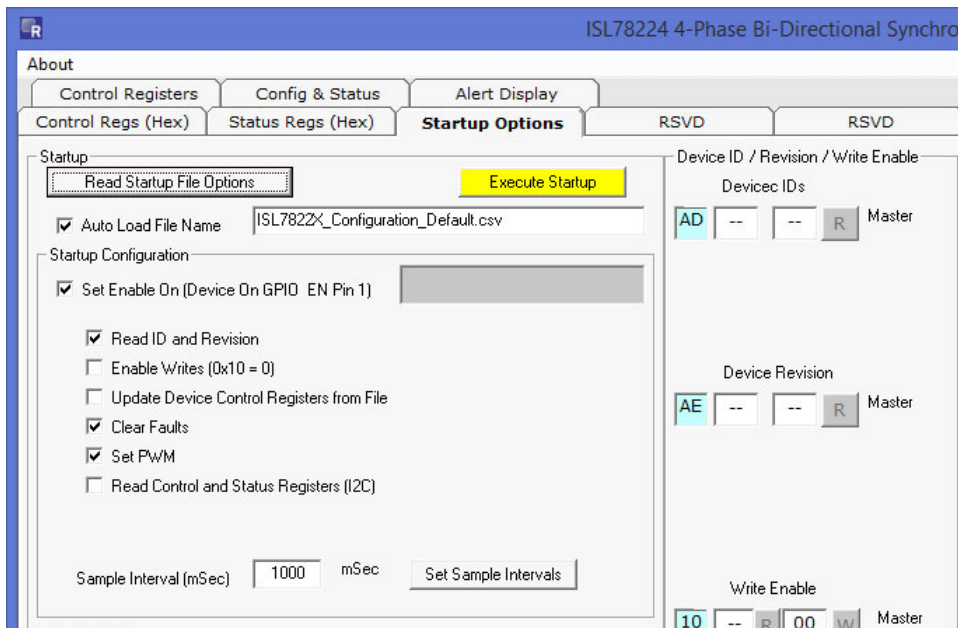 ISL78224 4-Phase Bi-Directional Synchro
About
Control Registers Config & Status Alert Display
Control Regs (Hex) Status Regs (Hex) Startup Options RSVD RSVD
Startup
Read Startup File Options Execute Startup
Auto Load File Name ISL7822X_Configuration_Default.csv
Startup Configuration
Set Enable On (Device On GPIO EN Pin 1)
Read ID and Revision
Enable Writes (0x10 = 0)
Update Device Control Registers from File
Clear Faults
Set PWM
Read Control and Status Registers (I2C)
Sample Interval (mSec) 1000 mSec Set Sample Intervals
Device ID / Revision / Write Enable
Devicec IDs
AD -- -- R Master
Device Revision
AE -- -- R Master
Write Enable
10 -- R 00 W Master